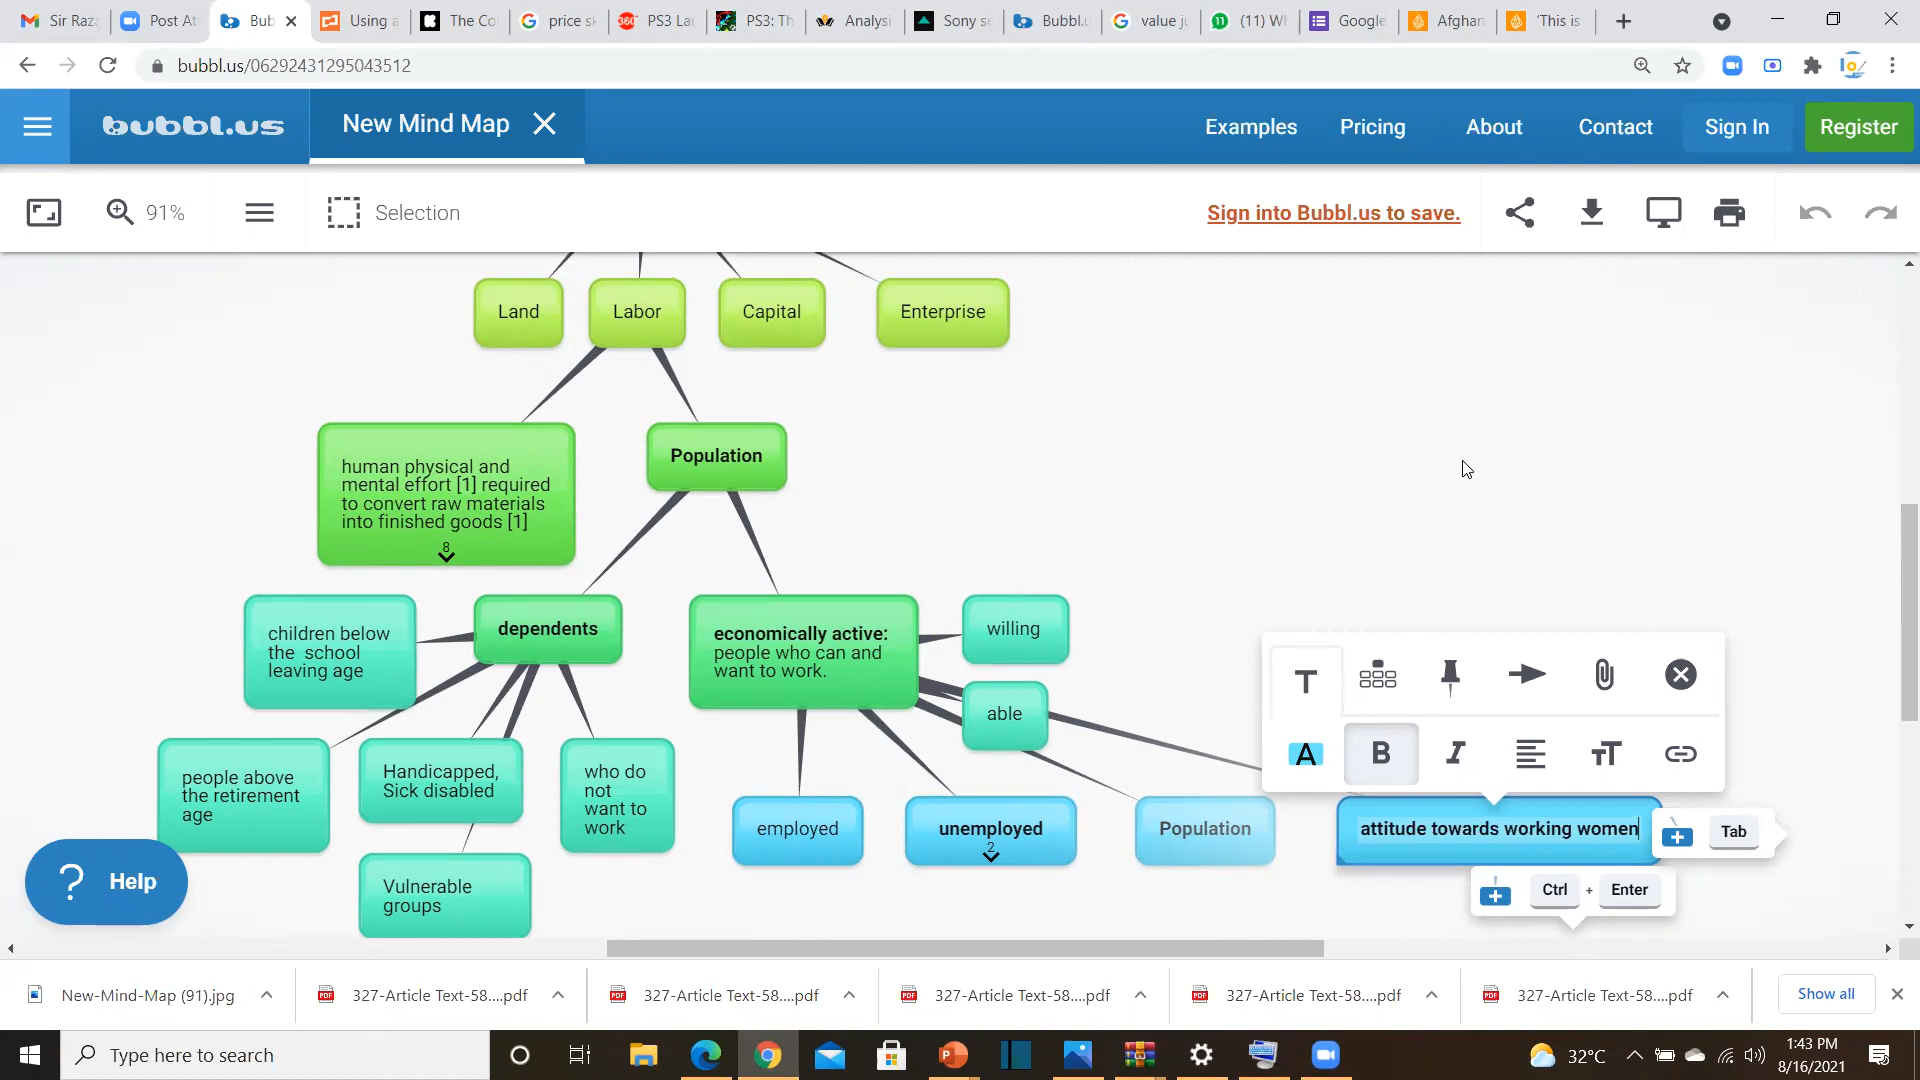 Sir Raza
Post At
Bub
Using a
The Co
price sk
PS3 Lau
PS3: Th
Analysi
Sony se
Bubbl.u
value ju
(11) Wh
Google
Afghan
'This is
bubbl.us/06292431295043512
bubbl.us
New Mind Map
Examples
Pricing
About
Contact
Sign In
Register
91%
Selection
Sign into Bubbl.us to save.
Land
Labor
Capital
Enterprise
human physical and
mental effort [1] required
to convert raw materials
into finished goods [1]
8
Population
children below
the school
leaving age
dependents
economically active:
people who can and
want to work.
willing
able
T
A
B
I
TT
people above
the retirement
age
Handicapped,
Sick disabled
who do
not
want to
work
employed
unemployed
2
Population
attitude towards working women
Tab
Ctrl + Enter
Vulnerable
groups
? Help
New-Mind-Map (91).jpg
327-Article Text-58....pdf
327-Article Text-58....pdf
327-Article Text-58....pdf
327-Article Text-58....pdf
327-Article Text-58....pdf
Show all
Type here to search
32°C
1:43 PM
8/16/2021